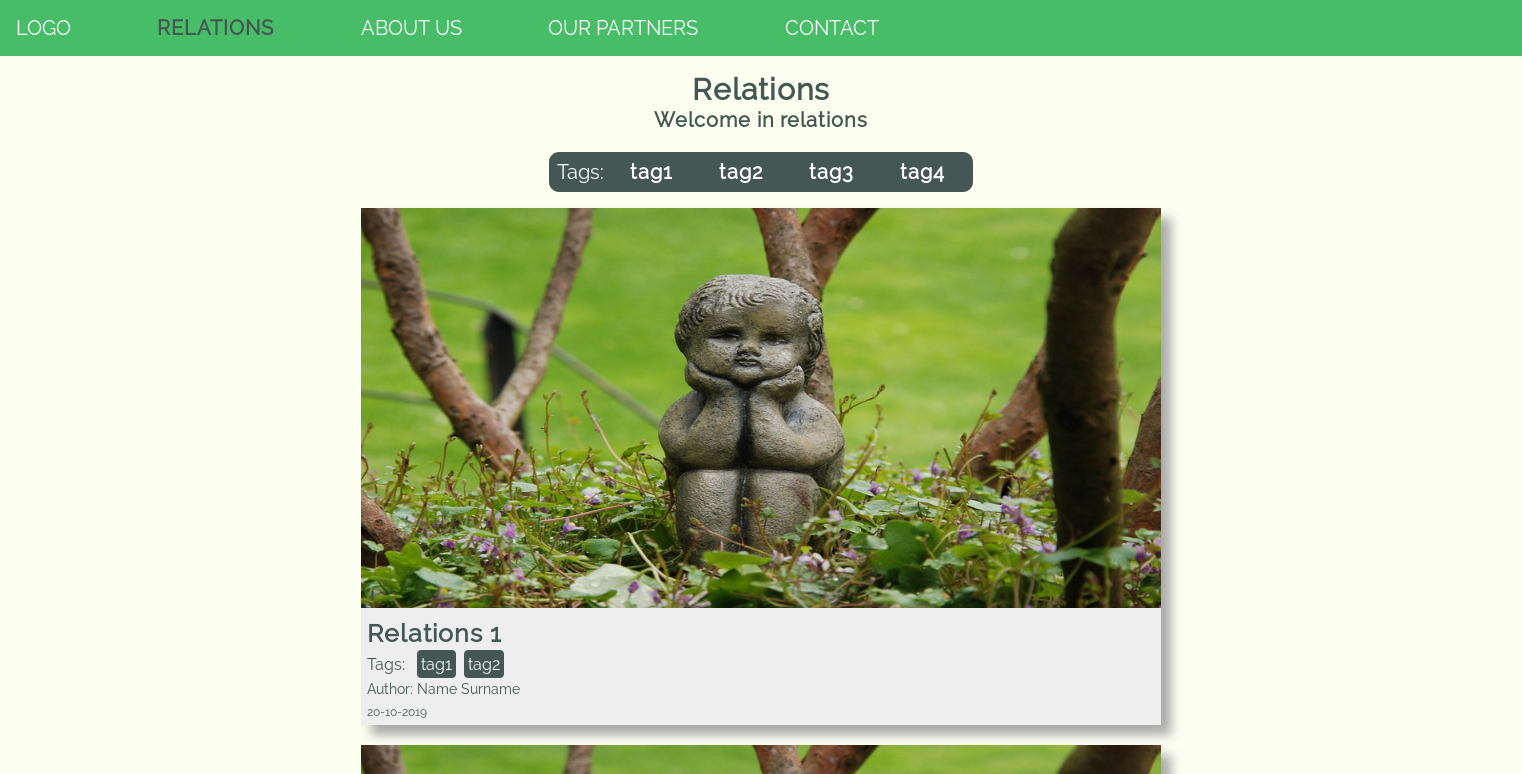 LOGO RELATIONS ABOUT US OUR PARTNERS CONTACT
Relations
Welcome in relations
Tags: tag1 tag2 tag3 tag4
Relations 1
Tags: tag1 tag2
Author: Name Surname
20-10-2019